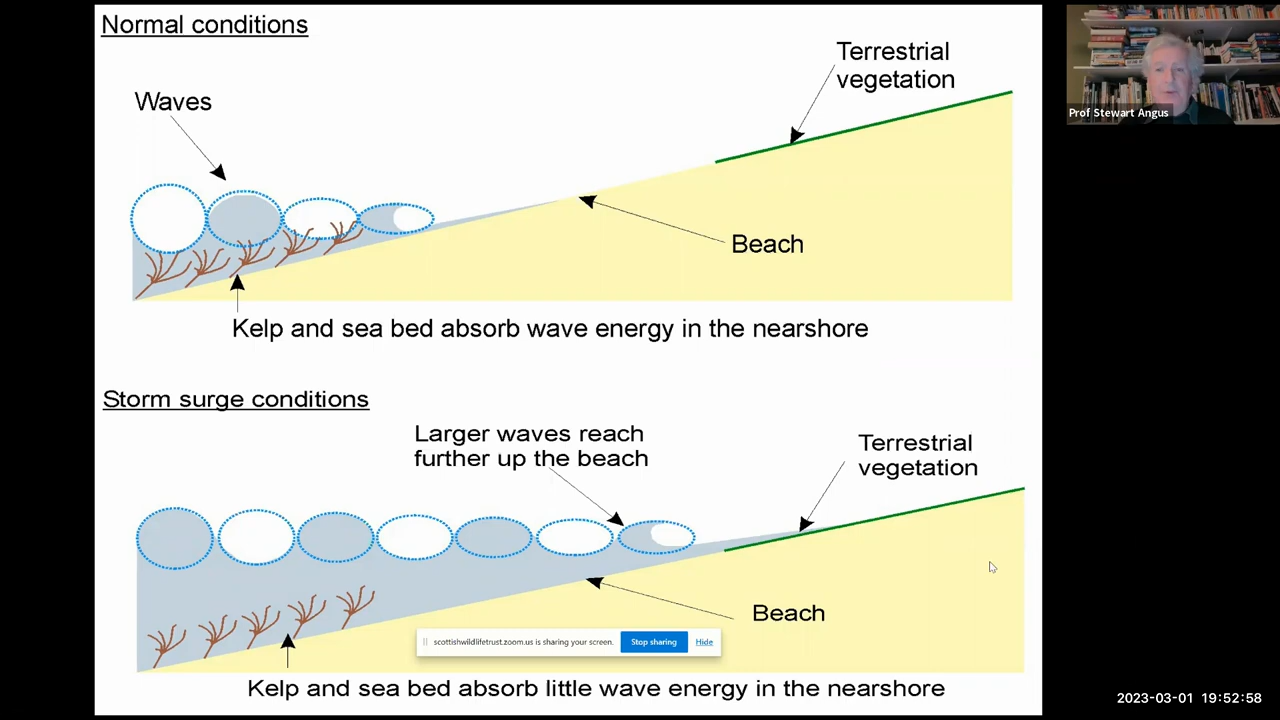 Normal conditions
Terrestrial
vegetation
Waves
Beach
Kelp and sea bed absorb wave energy in the nearshore
Prof Stewart Angus
Storm surge conditions
Larger waves reach
further up the beach
Terrestrial
vegetation
Beach
scottishwildlifetrust.zoom.us is sharing your screen.
Stop sharing
Hide
Kelp and sea bed absorb little wave energy in the nearshore
2023-03-01 19:52:58